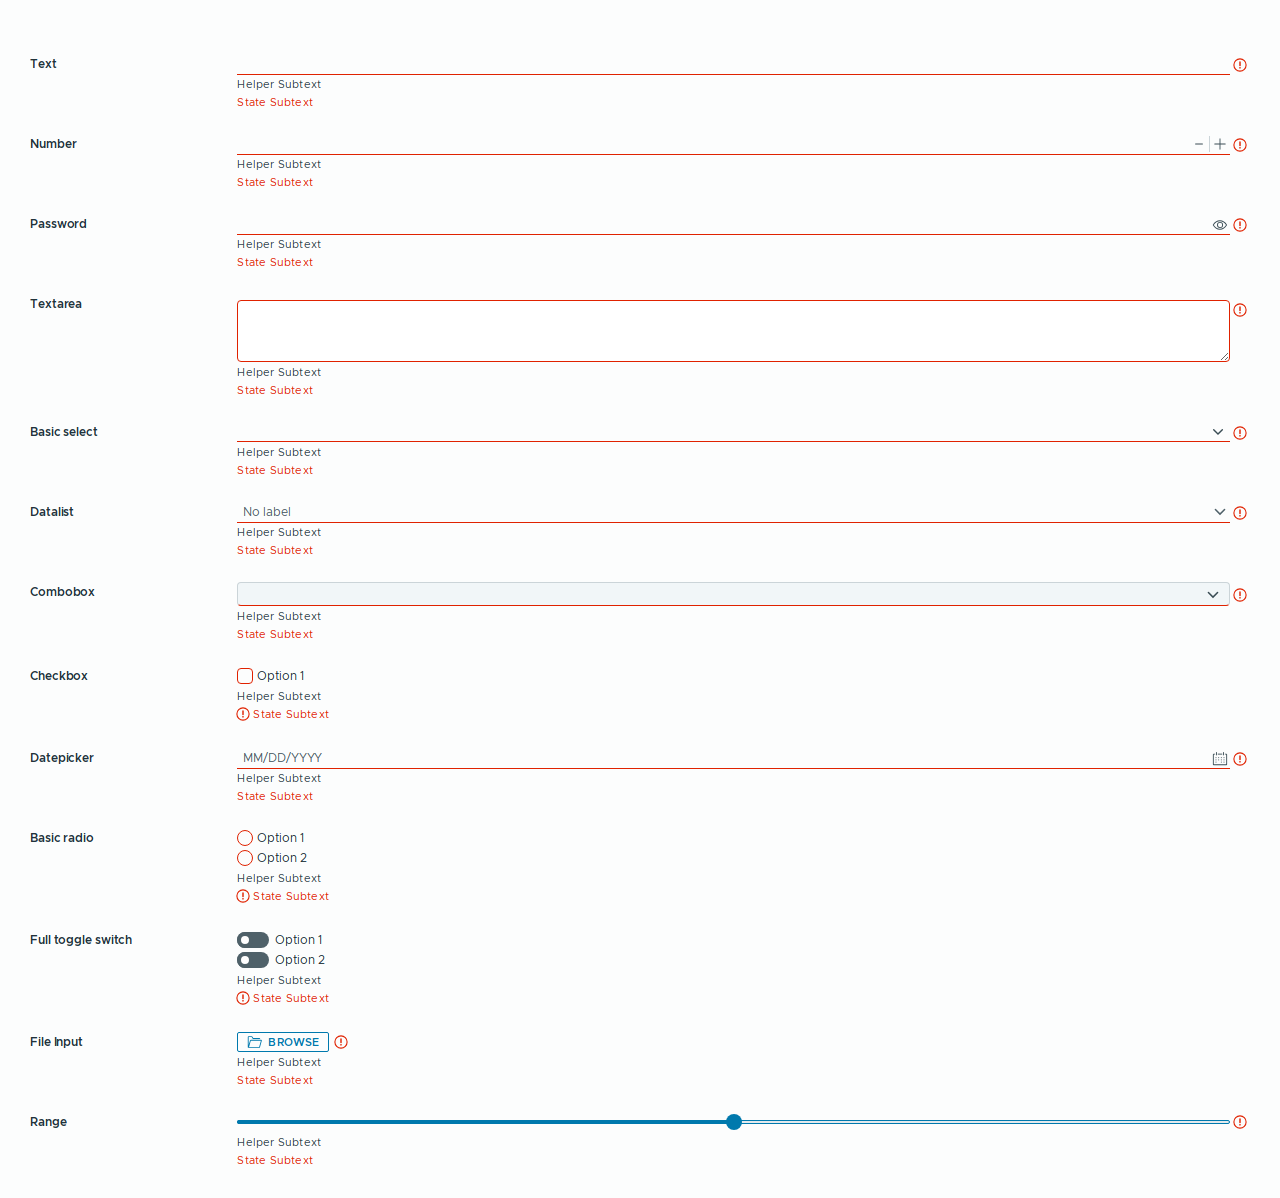 Text
Helper Subtext
State Subtext
Number
Helper Subtext
State Subtext
Password
Helper Subtext
State Subtext
Textarea
Helper Subtext
State Subtext
Basic select
Helper Subtext
State Subtext
Datalist
No label
Helper Subtext
State Subtext
Combobox
Helper Subtext
State Subtext
Checkbox
Option 1
Helper Subtext
State Subtext
Datepicker
MM/DD/YYYY
Helper Subtext
State Subtext
Basic radio
Option 1
Option 2
Helper Subtext
State Subtext
Full toggle switch
Option 1
Option 2
Helper Subtext
State Subtext
File Input
BROWSE
Helper Subtext
State Subtext
Range
Helper Subtext
State Subtext